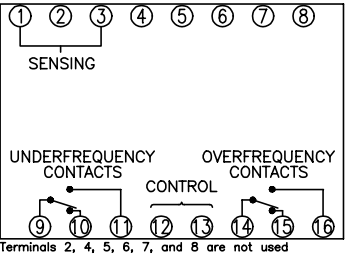 1 2 3 4 5 6 7 8
SENSING
UNDERFREQUENCY CONTACTS
OVERFREQUENCY CONTACTS
CONTROL
9 10 11 12 13 14 15 16
Terminals 2, 4, 5, 6, 7, and 8 are not used